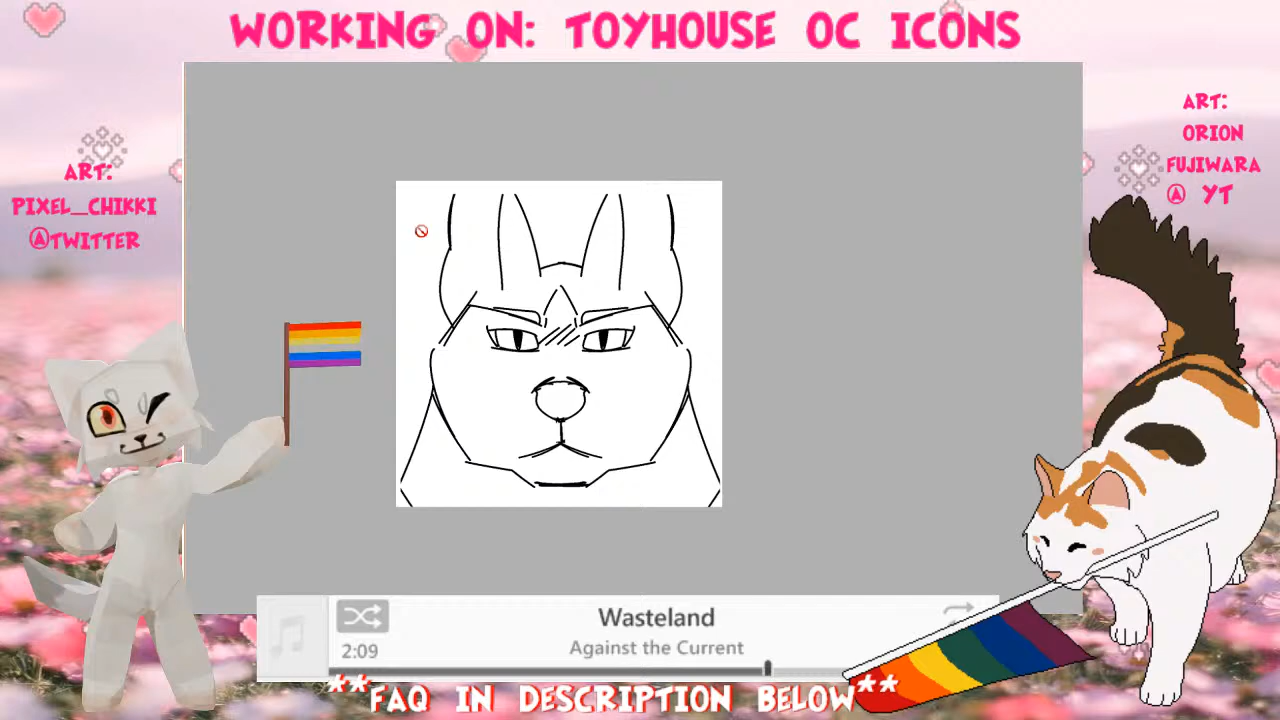 WORKING ON: TOYHOUSE OC ICONS
ART:
PIXEL_CHIKKI
@TWITTER
ART:
ORION
FUJIWARA
@ YT
Wasteland
2:09
Against the Current
**FAQ IN DESCRIPTION BELOW**